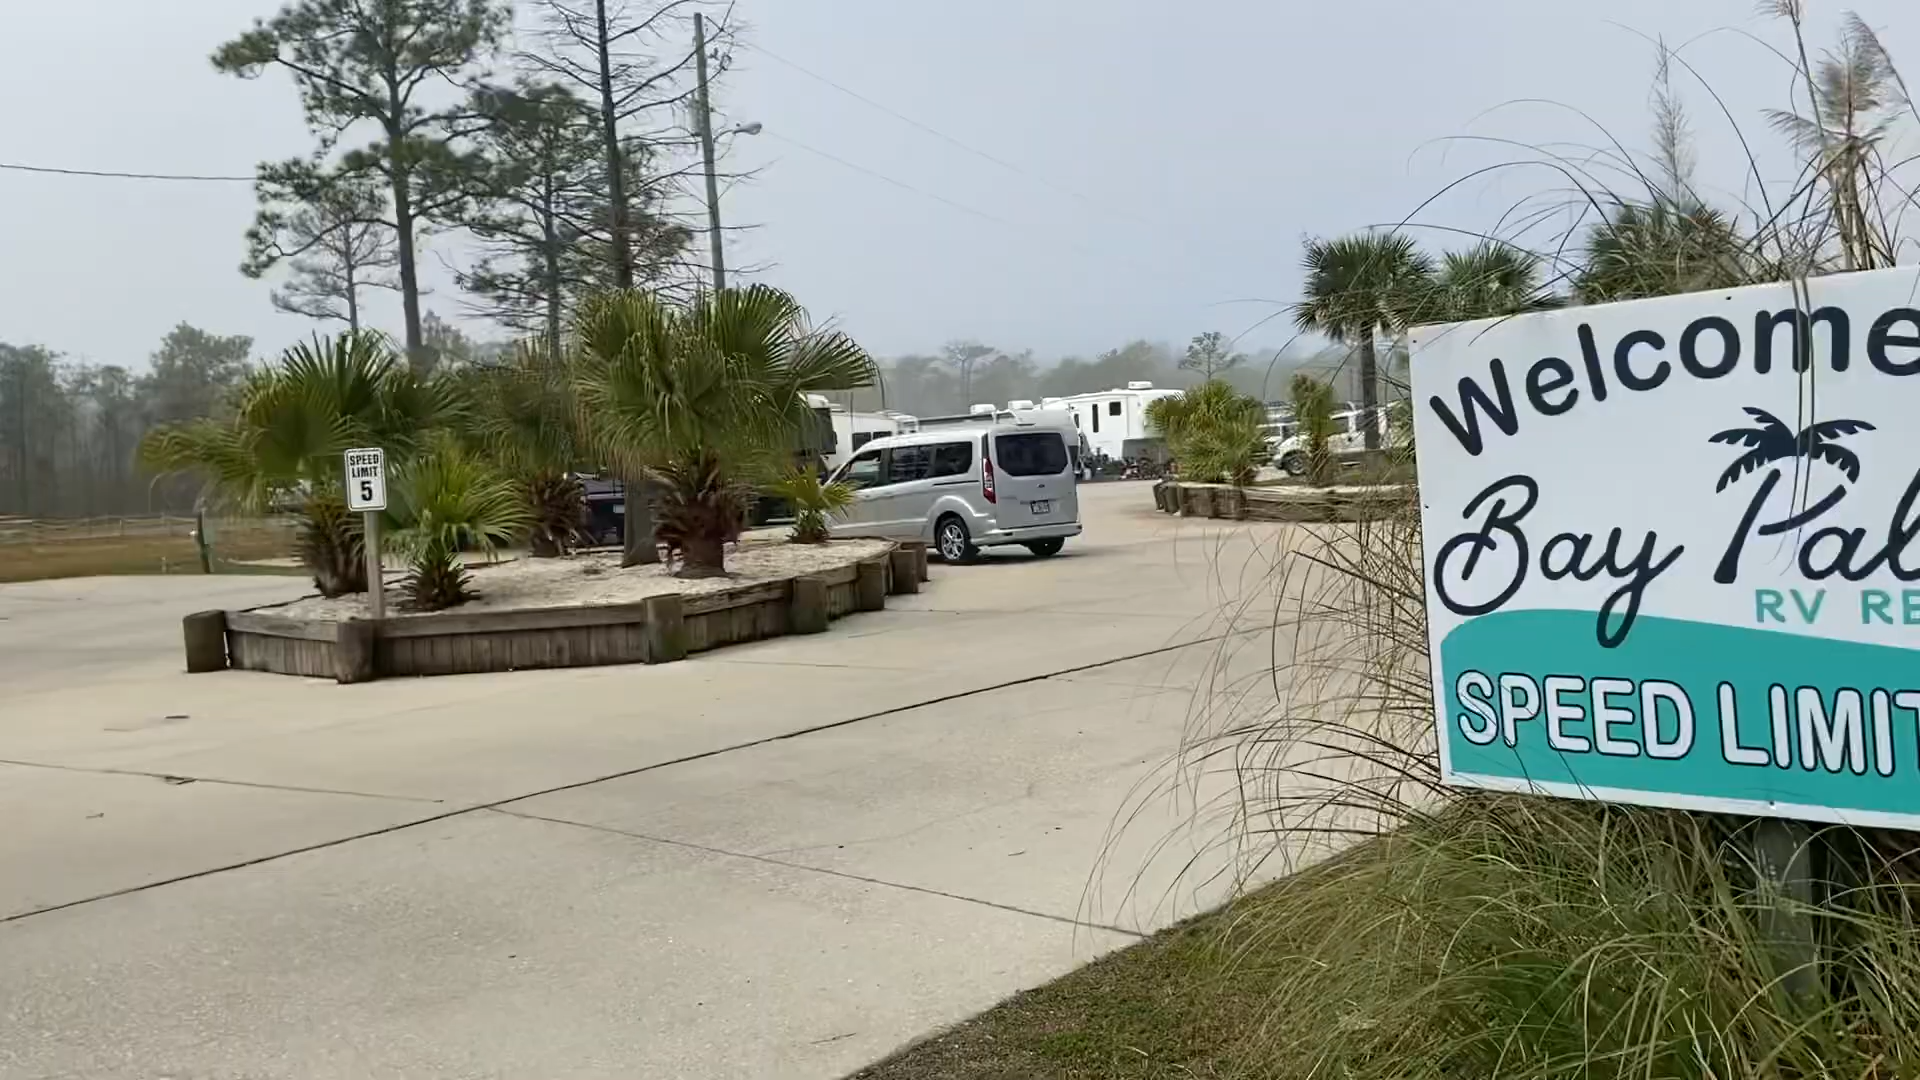 SPEED
LIMIT
5
Welcome
Bay Pal
RV RE
SPEED LIMIT